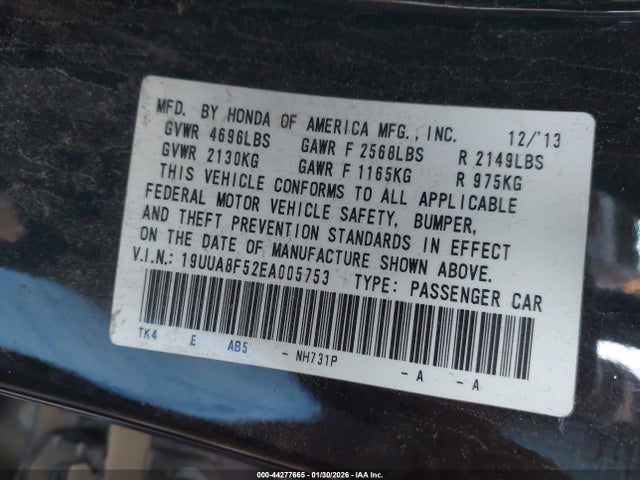 MFD. BY HONDA OF AMERICA MFG., INC. 12/'13
GVWR 4696LBS GAWR F 2568LBS R 2149LBS
GVWR 2130KG GAWR F 1165KG R 975KG
THIS VEHICLE CONFORMS TO ALL APPLICABLE
FEDERAL MOTOR VEHICLE SAFETY, BUMPER,
AND THEFT PREVENTION STANDARDS IN EFFECT
ON THE DATE OF MANUFACTURE SHOWN ABOVE.
V.I.N.: 19UUA8F52EA005753 TYPE: PASSENGER CAR
TK4 E AB5 - NH731P - A - A
000-44277665 - 01/30/2026 - IAA Inc.